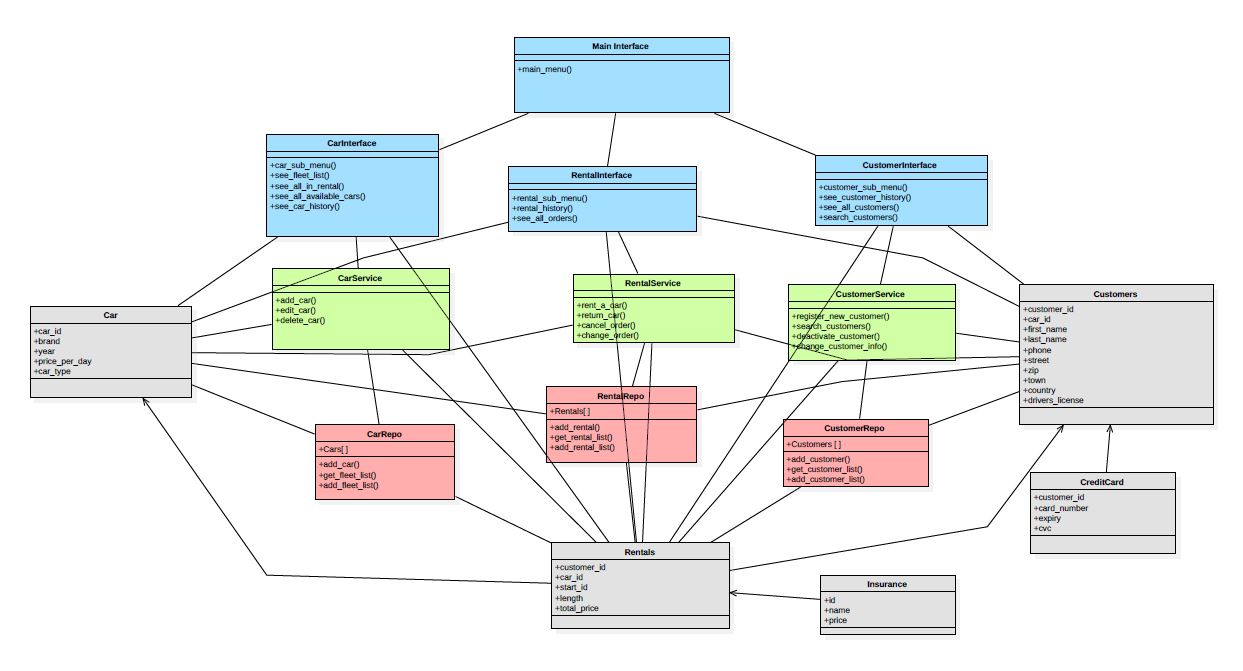 Main Interface
+main_menu()
CarInterface
+car_sub_menu()
+see_fleet_list()
+see_all_in_rental()
+see_all_available_cars()
+see_car_history()
RentalInterface
+rental_sub_menu()
+rental_history()
+see_all_orders()
CustomerInterface
+customer_sub_menu()
+see_customer_history()
+see_all_customers()
+search_customers()
CarService
+add_car()
+edit_car()
+delete_car()
RentalService
+rent_a_car()
+return_car()
+cancel_order()
+change_order()
CustomerService
+register_new_customer()
+search_customers()
+deactivate_customer()
+change_customer_info()
Car
+car_id
+brand
+year
+price_per_day
+car_type
Customers
+customer_id
+car_id
+first_name
+last_name
+phone
+street
+zip
+town
+country
+drivers_license
CarRepo
+Cars[ ]
+add_car()
+get_fleet_list()
+add_fleet_list()
RentalRepo
+Rentals[ ]
+add_rental()
+get_rental_list()
+add_rental_list()
CustomerRepo
+Customers [ ]
+add_customer()
+get_customer_list()
+add_customer_list()
CreditCard
+customer_id
+card_number
+expiry
+cvc
Rentals
+customer_id
+car_id
+start_id
+length
+total_price
Insurance
+id
+name
+price